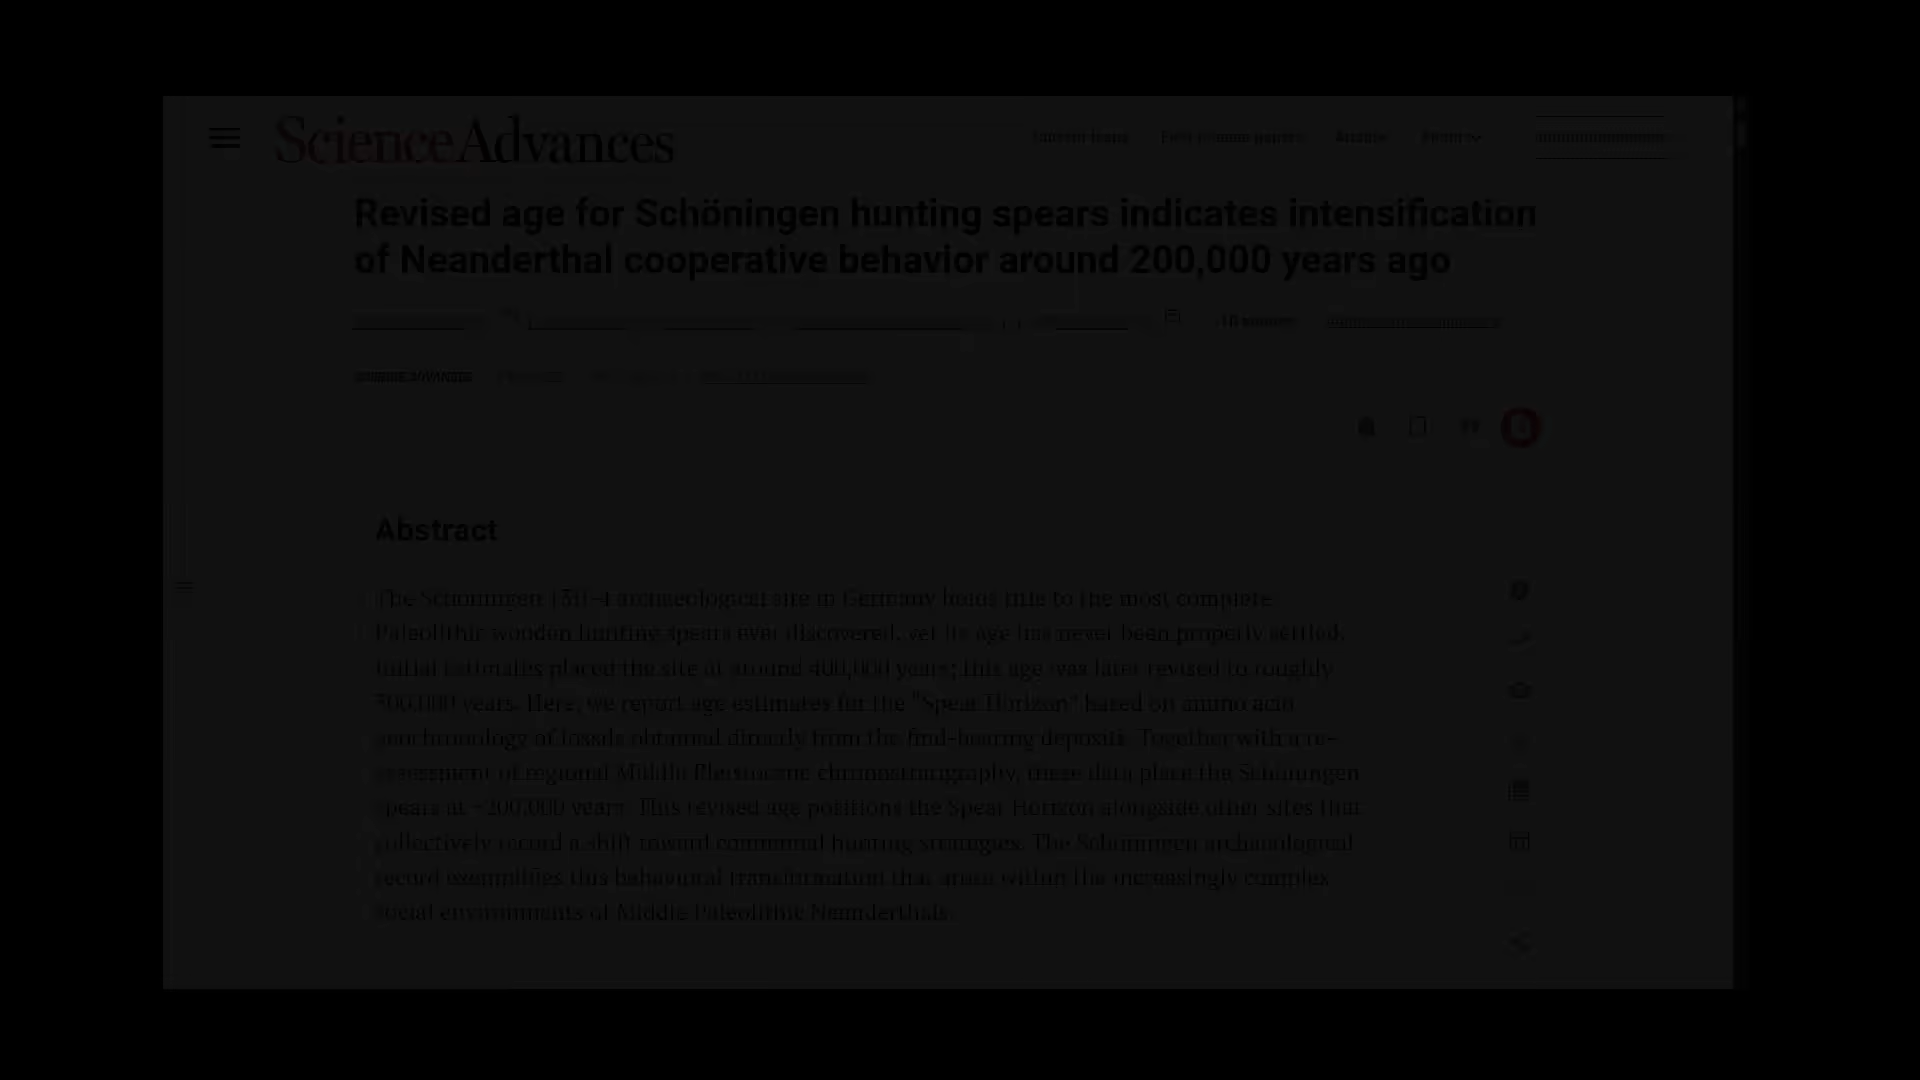 Science Advances
Revised age for Schöningen hunting spears indicates intensification
of Neanderthal cooperative behavior around 200,000 years ago
SCIENCE ADVANCES
Abstract
The Schöningen 13II-4 archaeological site in Germany holds title to the most complete
Paleolithic wooden hunting spears ever discovered, yet its age has never been properly settled.
Initial estimates placed the site at around 400,000 years; this age was later revised to roughly
300,000 years. Here, we report age estimates for the "Spear Horizon" based on amino acid
geochronology of fossils obtained directly from the find-bearing deposits. Together with a re-
assessment of regional Middle Pleistocene chronostratigraphy, these data place the Schöningen
spears at ~200,000 years. This revised age positions the Spear Horizon alongside other sites that
collectively record a shift toward communal hunting strategies. The Schöningen archaeological
record exemplifies this behavioral transformation that arose within the increasingly complex
social environments of Middle Paleolithic Neanderthals.